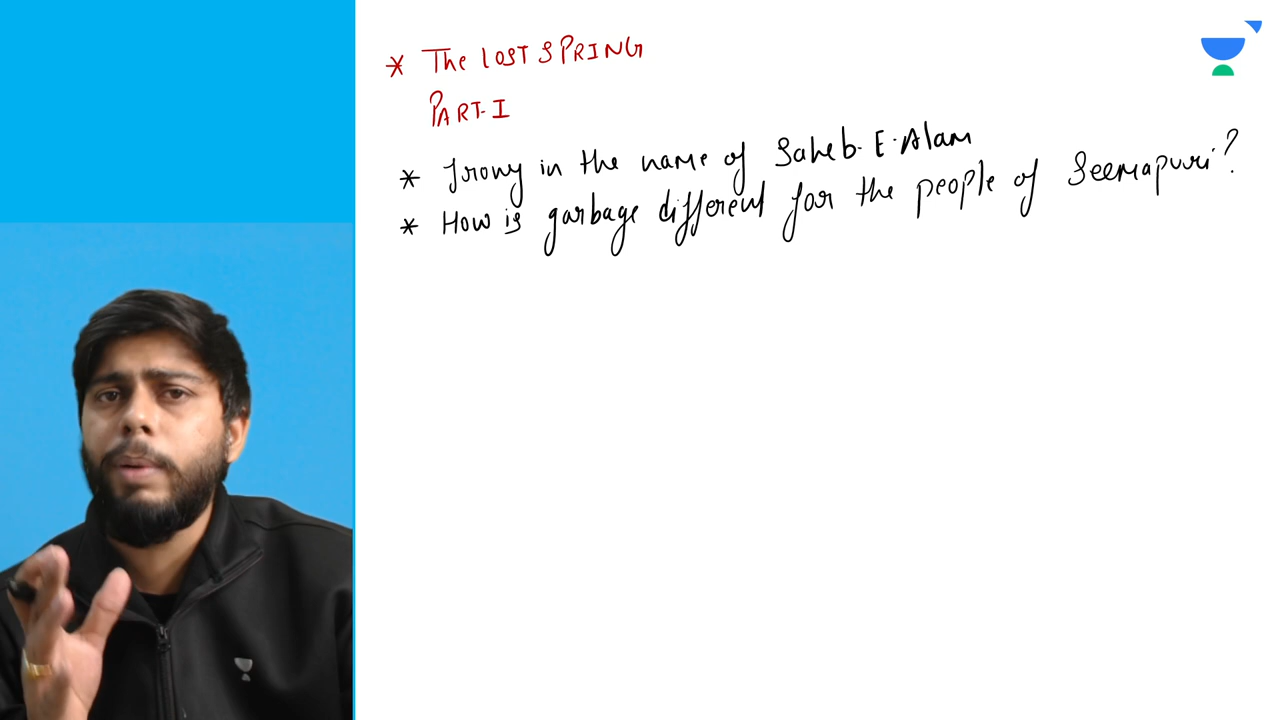 * The LOST SPRING
PART-I
* Irony in the name of Saheb-E-Alam
* How is garbage different for the people of Seemapuri?